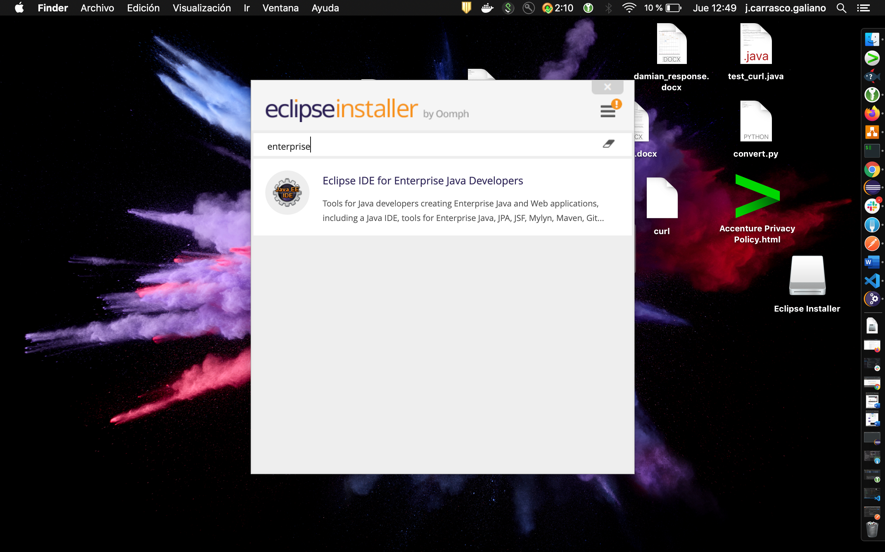 Finder Archivo Edición Visualización Ir Ventana Ayuda 2:10 10 % Jue 12:49 j.carrasco.galiano
DOCX
damian_response.
docx
.java
test_curl.java
.docx
PYTHON
convert.py
curl
Accenture Privacy
Policy.html
Eclipse Installer
eclipseinstaller by Oomph
enterprise
Java EE
IDE
Eclipse IDE for Enterprise Java Developers
Tools for Java developers creating Enterprise Java and Web applications,
including a Java IDE, tools for Enterprise Java, JPA, JSF, Mylyn, Maven, Git...